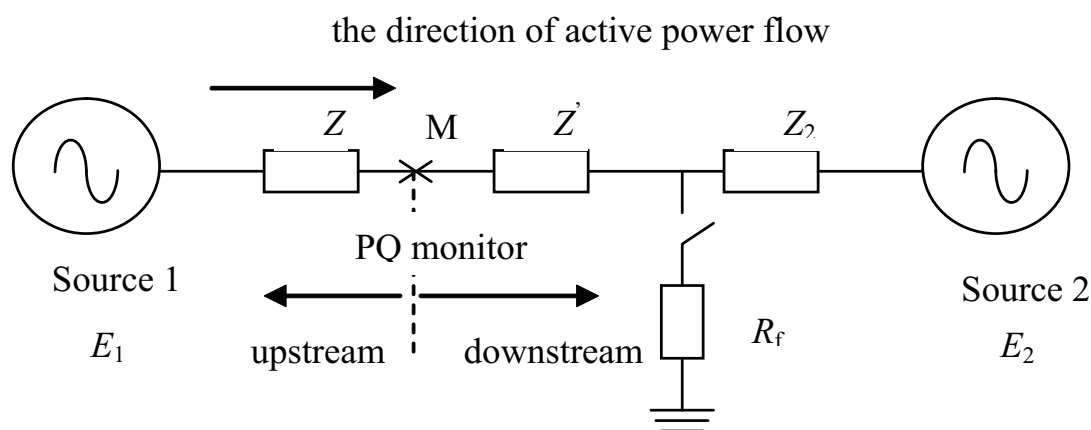 the direction of active power flow
Z M Z’ Z2
PQ monitor
Source 1 Source 2
upstream downstream
E1 Rf E2